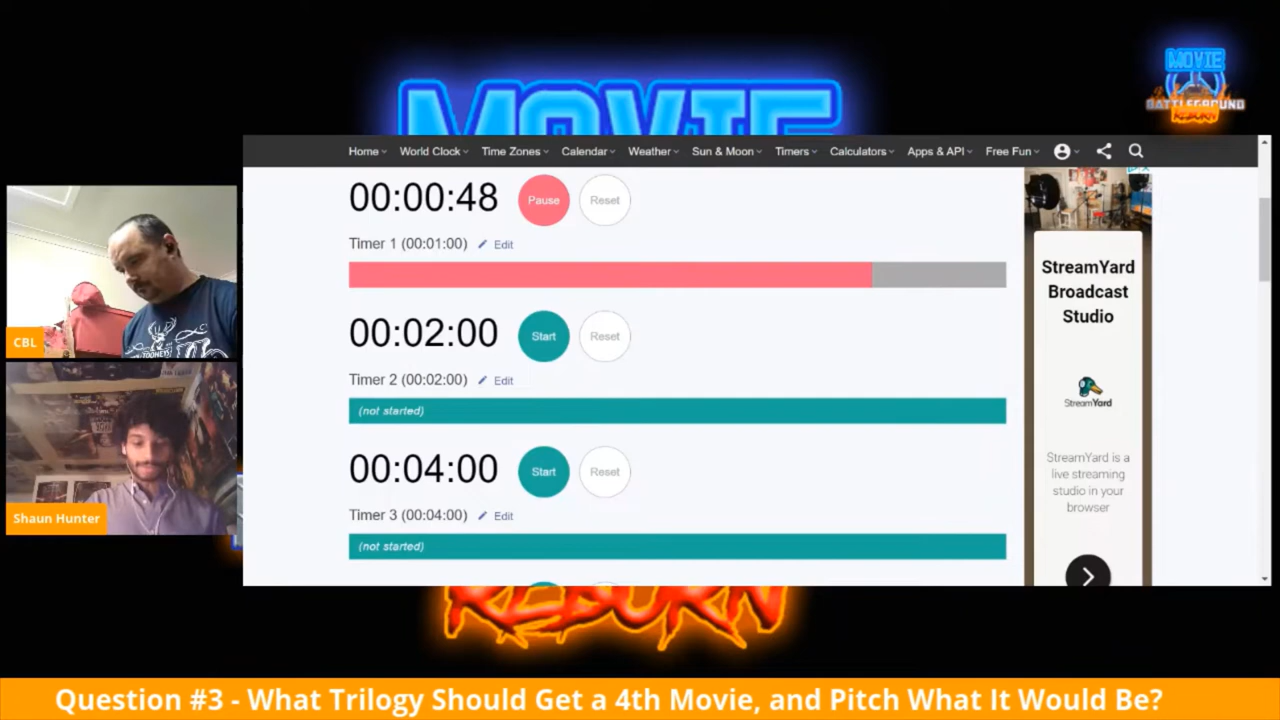 MOVIE
MOVIE
BATTLEGROUND
REBORN
Home World Clock Time Zones Calendar Weather Sun & Moon Timers Calculators Apps & API Free Fun
00:00:48 Pause Reset
Timer 1 (00:01:00) Edit
00:02:00 Start Reset
Timer 2 (00:02:00) Edit
(not started)
00:04:00 Start Reset
Timer 3 (00:04:00) Edit
(not started)
StreamYard
Broadcast
Studio
StreamYard
StreamYard is a
live streaming
studio in your
browser
CBL
Shaun Hunter
REBORN
Question #3 - What Trilogy Should Get a 4th Movie, and Pitch What It Would Be?